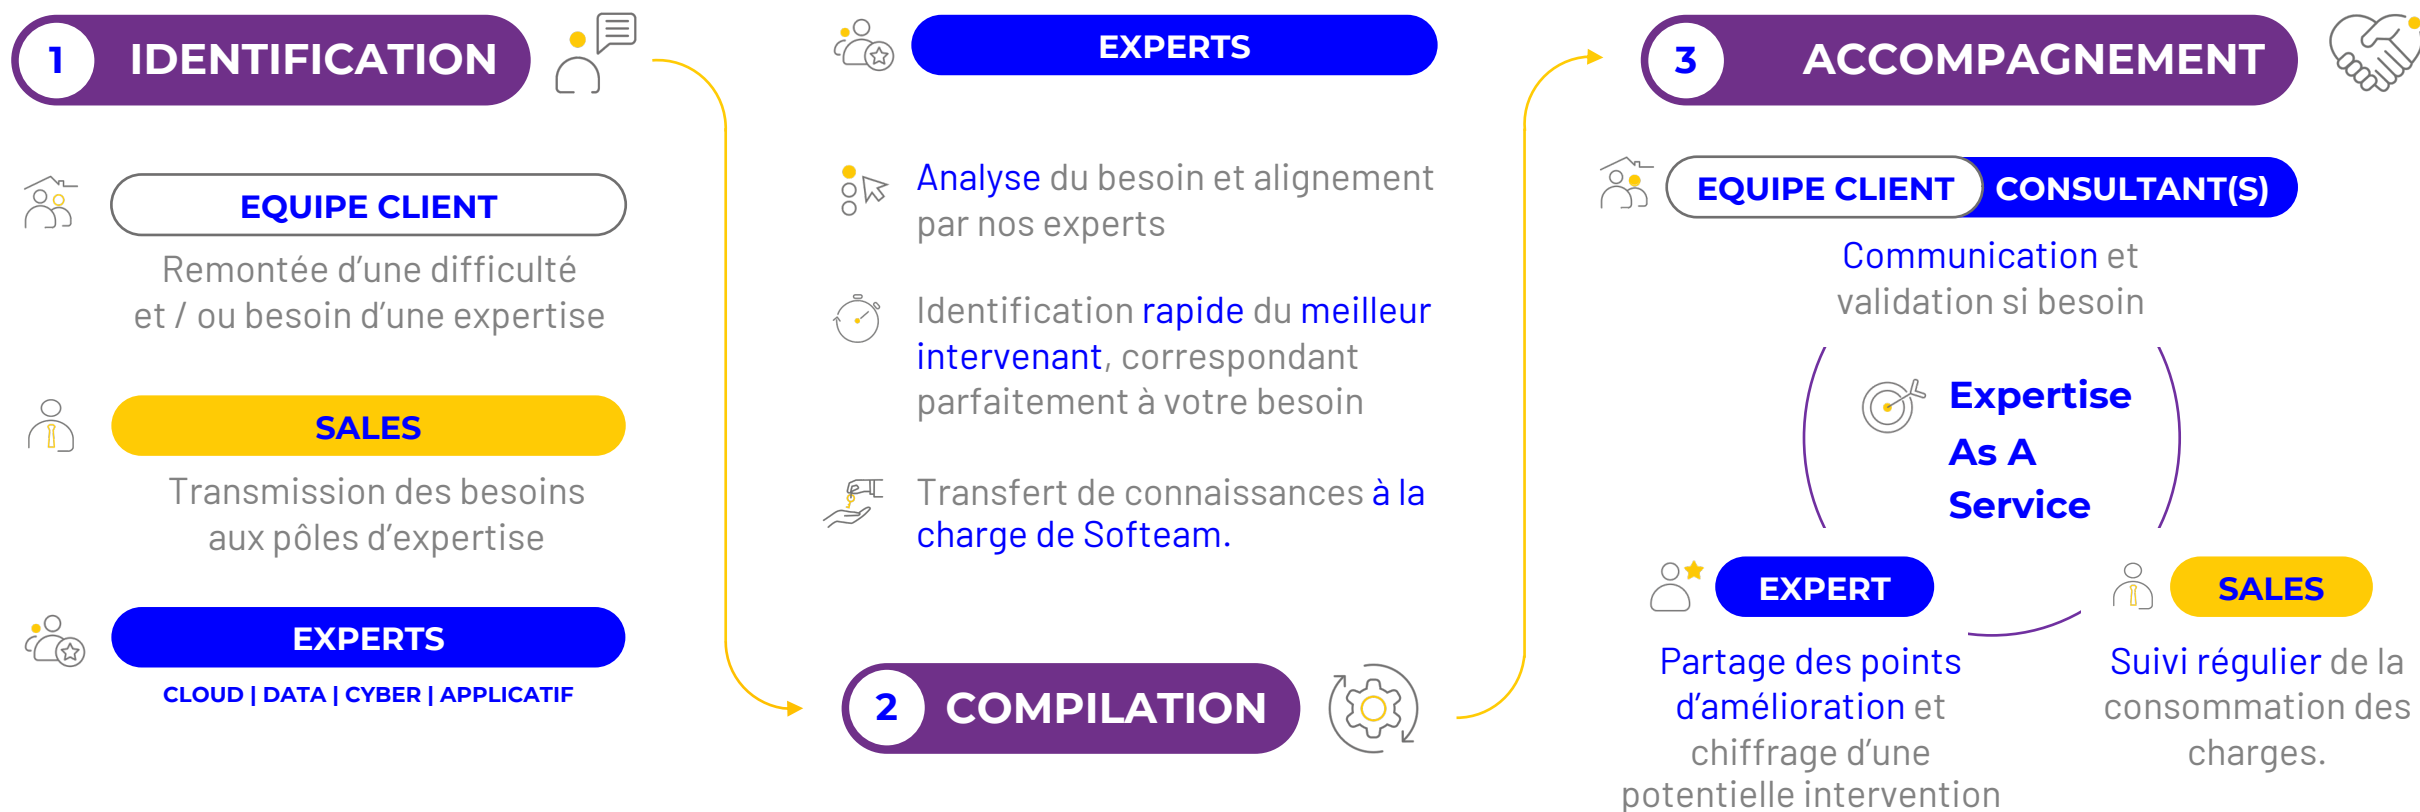 1 IDENTIFICATION
EQUIPE CLIENT
Remontée d'une difficulté
et / ou besoin d'une expertise
SALES
Transmission des besoins
aux pôles d'expertise
EXPERTS
CLOUD | DATA | CYBER | APPLICATIF
EXPERTS
Analyse du besoin et alignement
par nos experts
Identification rapide du meilleur
intervenant, correspondant
parfaitement à votre besoin
Transfert de connaissances à la
charge de Softeam.
2 COMPILATION
3 ACCOMPAGNEMENT
EQUIPE CLIENT CONSULTANT(S)
Communication et
validation si besoin
Expertise
As A
Service
EXPERT
Partage des points
d'amélioration et
chiffrage d'une
potentielle intervention
SALES
Suivi régulier de la
consommation des
charges.